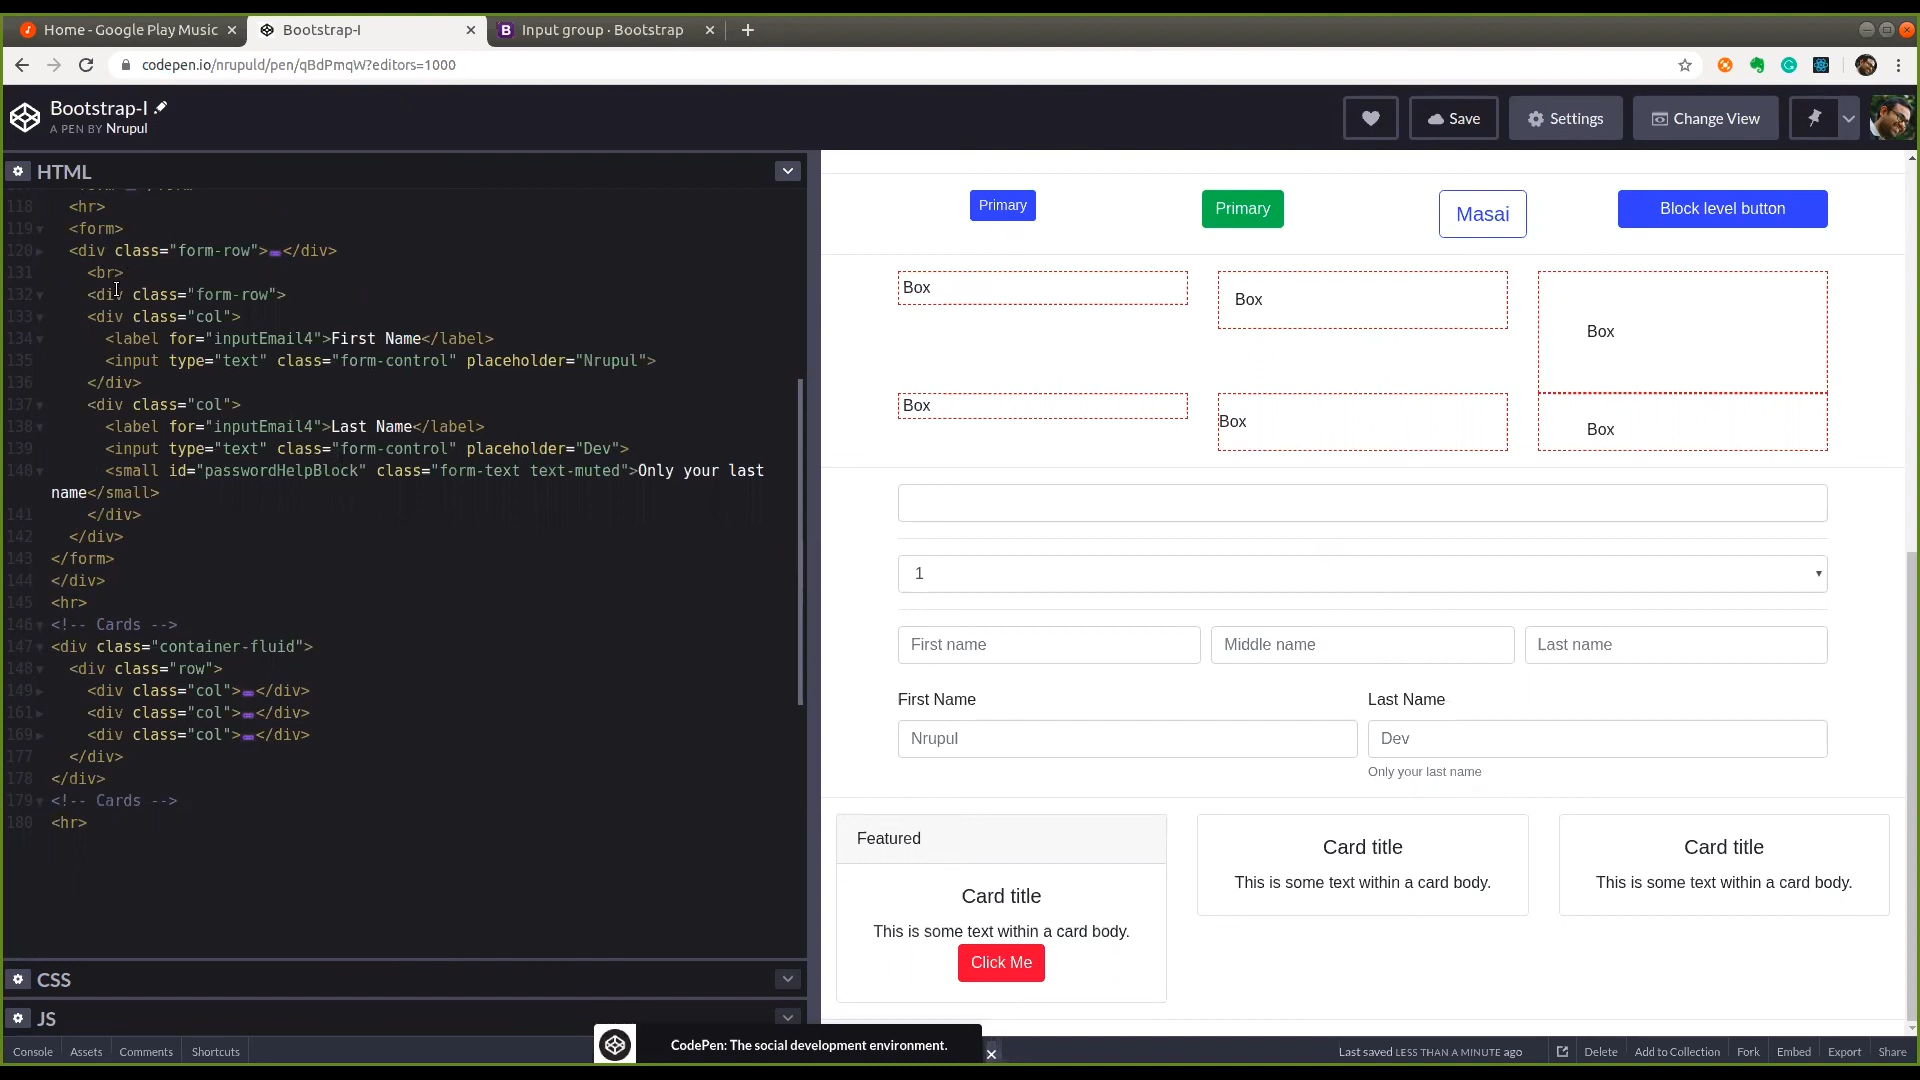 Home - Google Play Music
Bootstrap-I
Input group · Bootstrap
codepen.io/nrupuld/pen/qBdPmqW?editors=1000
Bootstrap-I
A PEN BY Nrupul
Save
Settings
Change View
HTML
118 <hr>
119 <form>
120 <div class="form-row"></div>
131 <br>
132 <div class="form-row">
133 <div class="col">
134 <label for="inputEmail4">First Name</label>
135 <input type="text" class="form-control" placeholder="Nrupul">
136 </div>
137 <div class="col">
138 <label for="inputEmail4">Last Name</label>
139 <input type="text" class="form-control" placeholder="Dev">
140 <small id="passwordHelpBlock" class="form-text text-muted">Only your last
name</small>
141 </div>
142 </div>
143 </form>
144 </div>
145 <hr>
146 <!-- Cards -->
147 <div class="container-fluid">
148 <div class="row">
149 <div class="col"></div>
161 <div class="col"></div>
169 <div class="col"></div>
177 </div>
178 </div>
179 <!-- Cards -->
180 <hr>
CSS
JS
Primary
Primary
Masai
Block level button
Box
Box
Box
Box
Box
Box
1
First name
Middle name
Last name
First Name
Last Name
Nrupul
Dev
Only your last name
Featured
Card title
This is some text within a card body.
Click Me
Card title
This is some text within a card body.
Card title
This is some text within a card body.
Console
Assets
Comments
Shortcuts
CodePen: The social development environment.
Last saved LESS THAN A MINUTE ago
Delete
Add to Collection
Fork
Embed
Export
Share